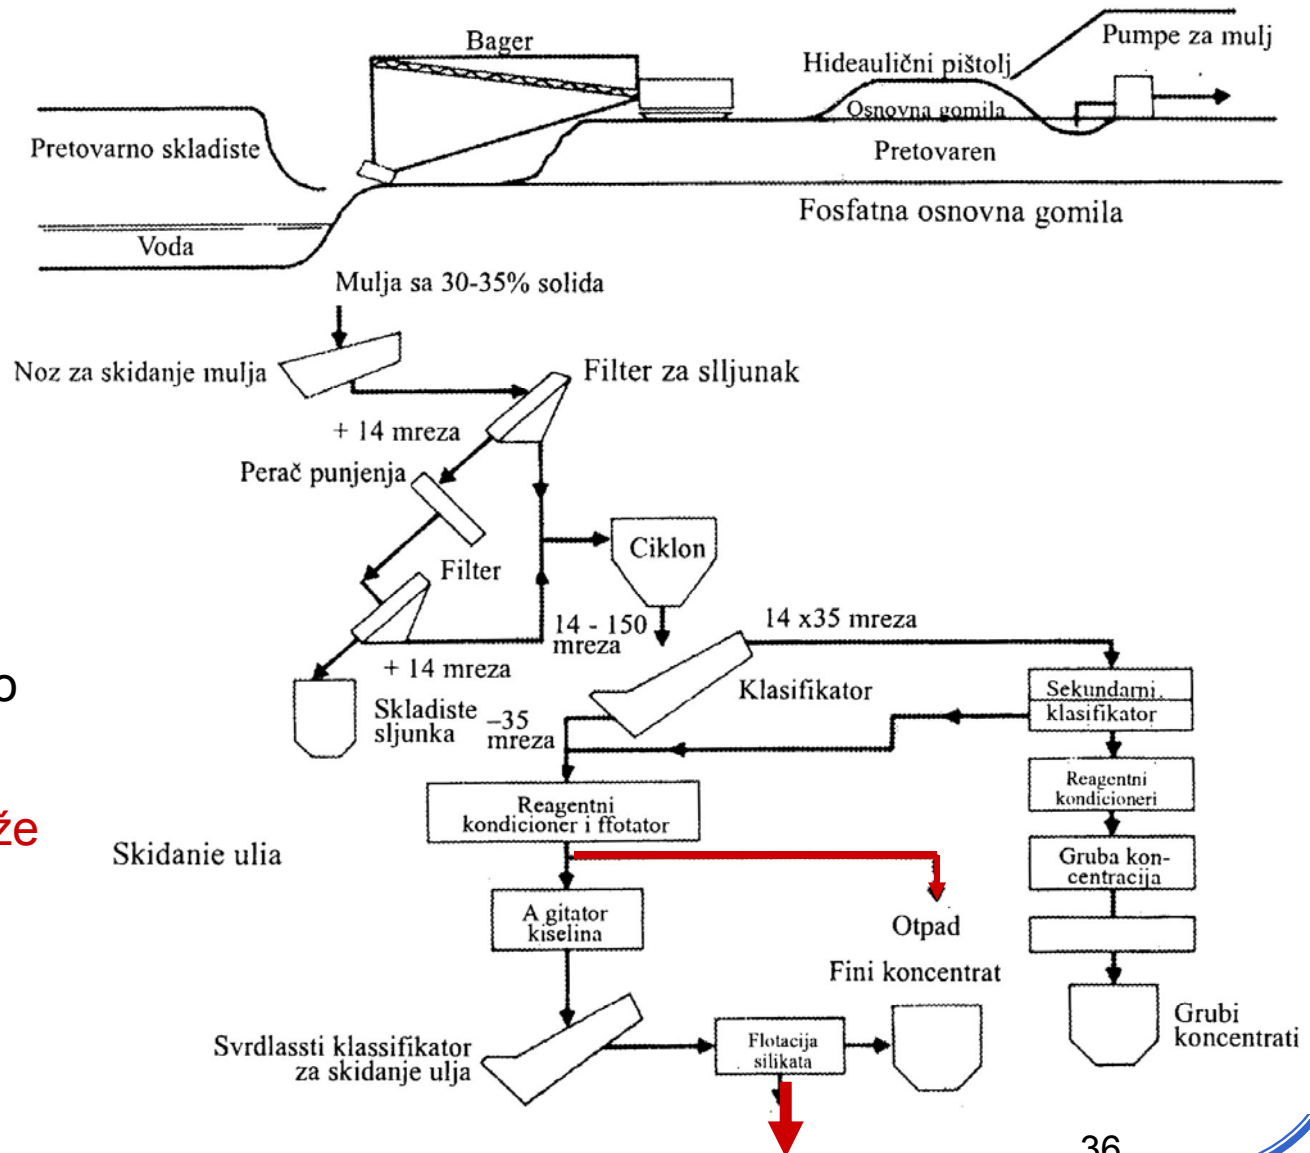 Bager
Pumpe za mulj
Hideaulični pištolj
Osnovna gomila
Pretovarno skladiste
Pretovaren
Fosfatna osnovna gomila
Voda
Mulja sa 30-35% solida
Noz za skidanje mulja
Filter za slljunak
+ 14 mreza
Perač punjenja
Ciklon
Filter
14 - 150
mreza
14 x35 mreza
+ 14 mreza
Klasifikator
Sekundarni
klasifikator
o
Skladiste
sljunka
–35
mreza
Reagentni
kondicioneri
Reagentni
kondicioner i ffotator
že
Skidanie ulia
Gruba kon-
centracija
A gitator
kiselina
Otpad
Fini koncentrat
Grubi
koncentrati
Svrdlassti klassifikator
za skidanje ulja
Flotacija
silikata
36